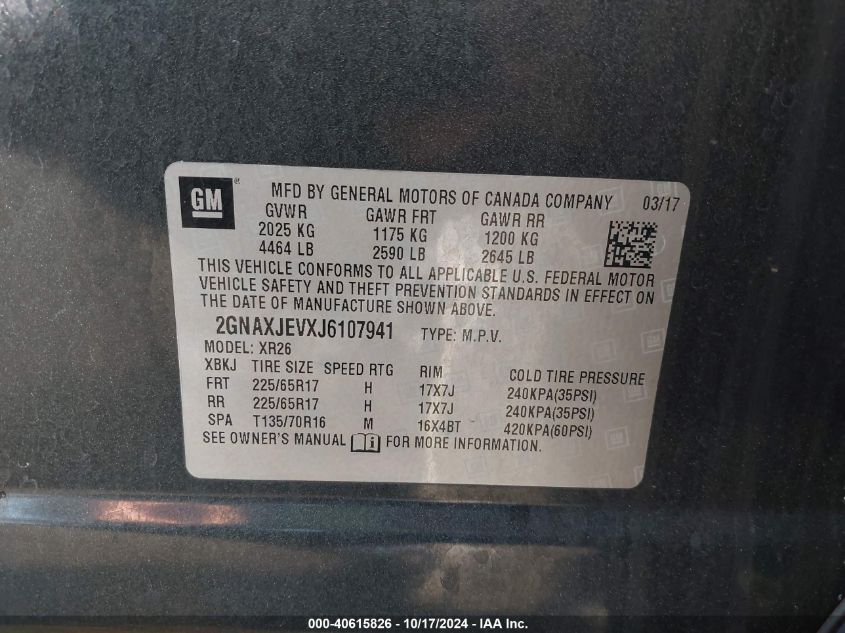 GM ® MFD BY GENERAL MOTORS OF CANADA COMPANY 03/17
GVWR GAWR FRT GAWR RR
2025 KG 1175 KG 1200 KG
4464 LB 2590 LB 2645 LB
THIS VEHICLE CONFORMS TO ALL APPLICABLE U.S. FEDERAL MOTOR
VEHICLE SAFETY AND THEFT PREVENTION STANDARDS IN EFFECT ON
THE DATE OF MANUFACTURE SHOWN ABOVE.
2GNAXJEVXJ6107941 TYPE: M.P.V.
MODEL: XR26
XBKJ TIRE SIZE SPEED RTG RIM COLD TIRE PRESSURE
FRT 225/65R17 H 17X7J 240KPA(35PSI)
RR 225/65R17 H 17X7J 240KPA(35PSI)
SPA T135/70R16 M 16X4BT 420KPA(60PSI)
SEE OWNER'S MANUAL FOR MORE INFORMATION.
000-40615826 - 10/17/2024 - IAA Inc.